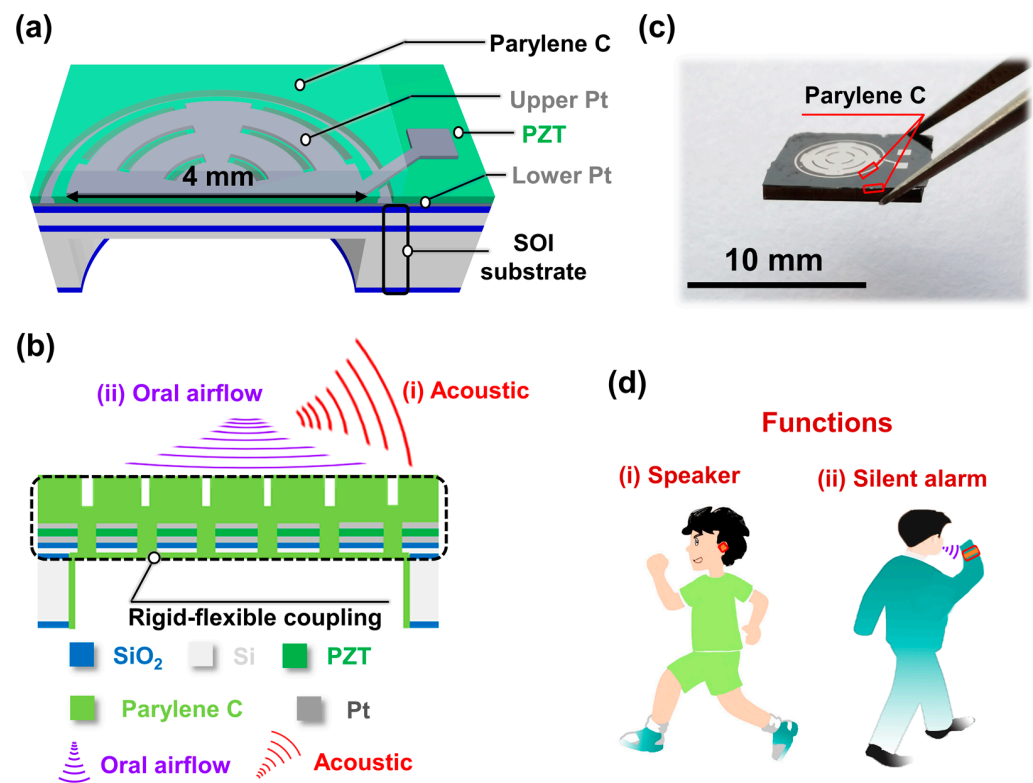 (a)
Parylene C
Upper Pt
PZT
4 mm
Lower Pt
SOI
substrate
(c)
Parylene C
10 mm
(b)
(ii) Oral airflow
(i) Acoustic
Rigid-flexible coupling
SiO₂
Si
PZT
Parylene C
Pt
Oral airflow
Acoustic
(d)
Functions
(i) Speaker
(ii) Silent alarm